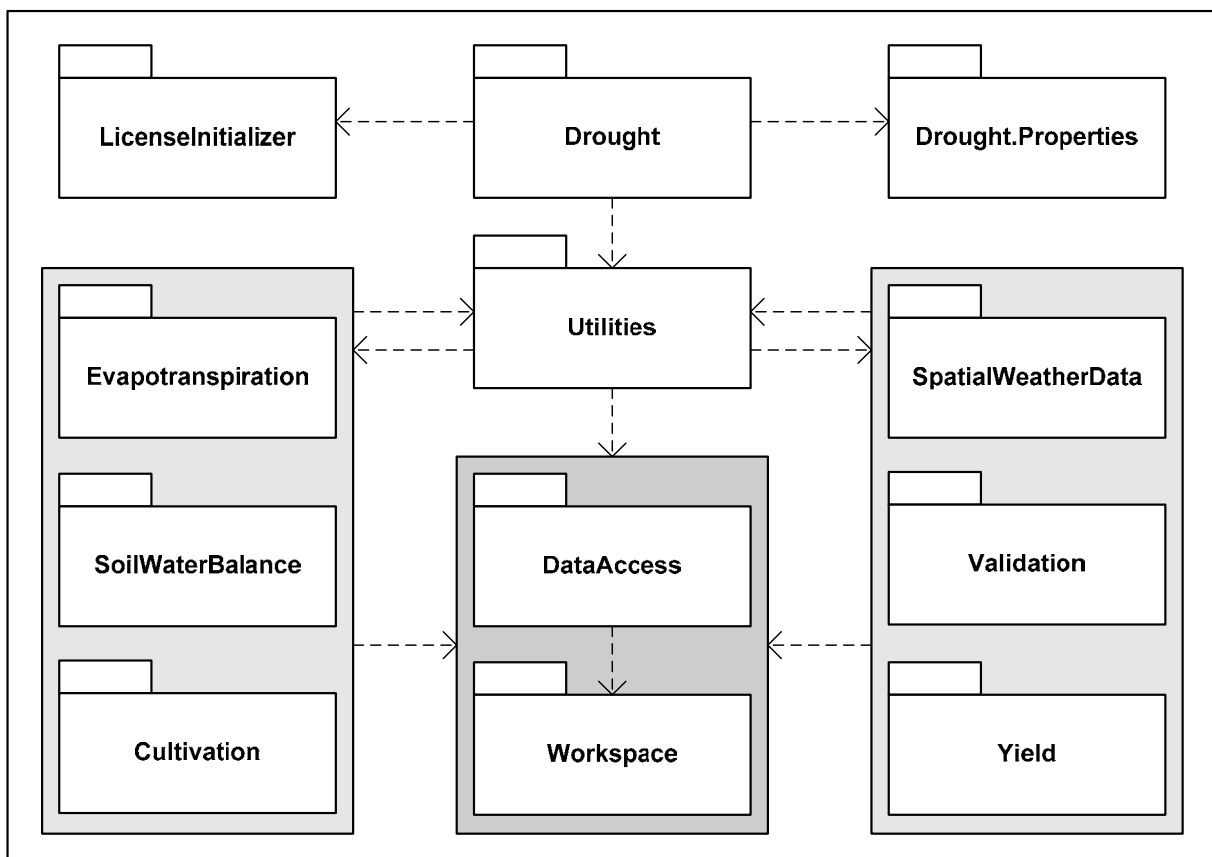 LicenseInitializer
Drought
Drought.Properties
Utilities
Evapotranspiration
SpatialWeatherData
SoilWaterBalance
DataAccess
Validation
Cultivation
Workspace
Yield